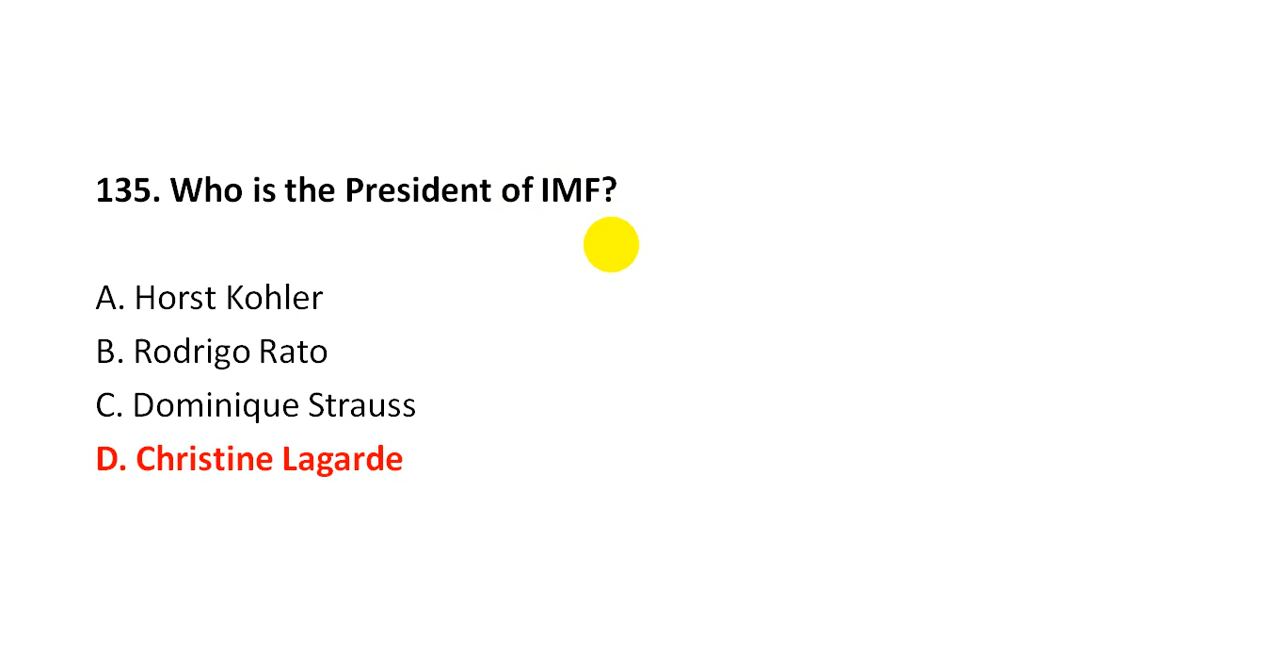 135. Who is the President of IMF?
A. Horst Kohler
B. Rodrigo Rato
C. Dominique Strauss
D. Christine Lagarde